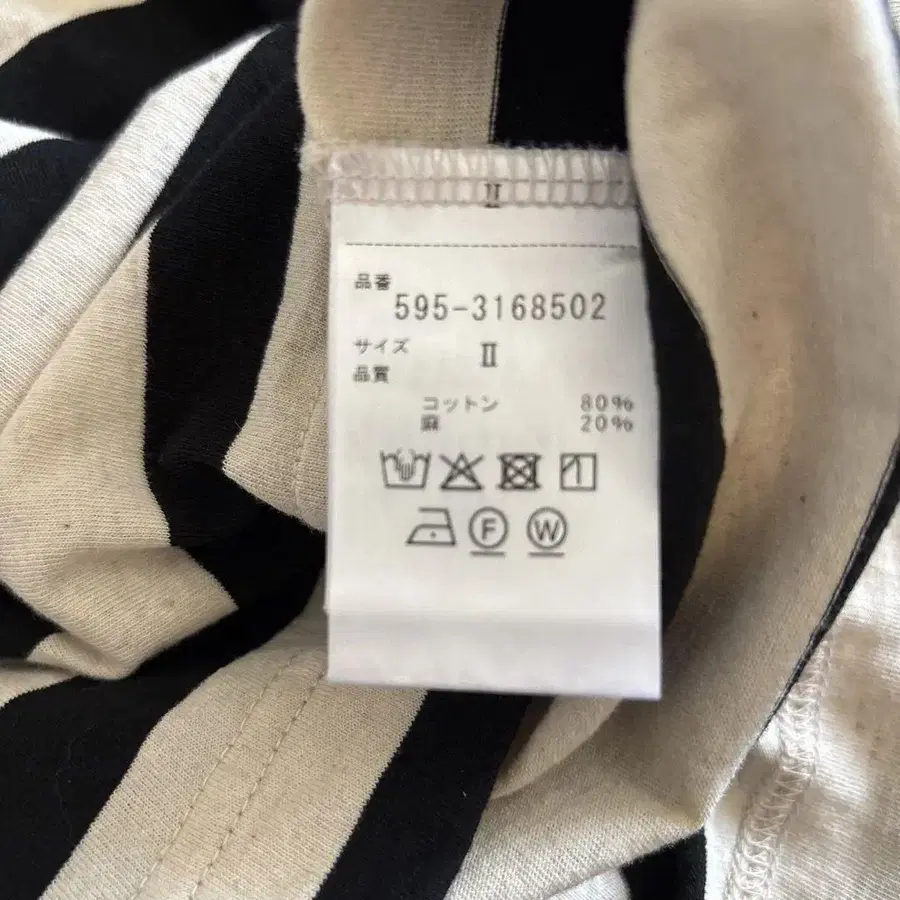 II
品番
595-3168502
サイズ II
品質
コットン 80%
麻 20%
F W